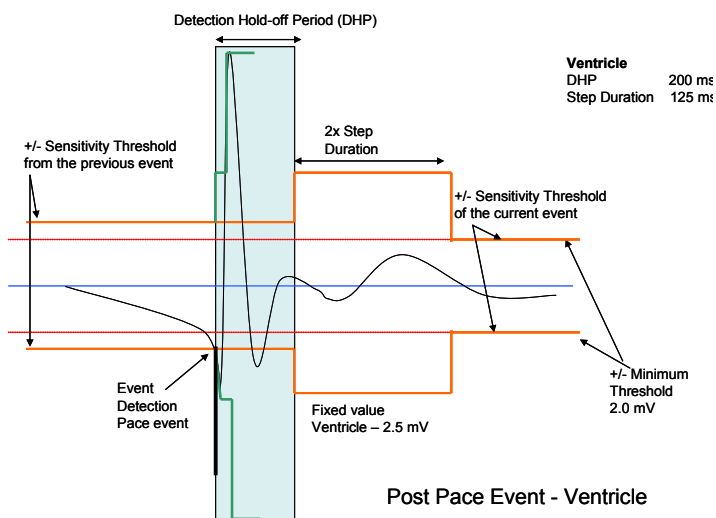 Detection Hold-off Period (DHP)
Ventricle
DHP 200 ms
Step Duration 125 ms
2x Step
Duration
+/- Sensitivity Threshold
from the previous event
+/- Sensitivity Threshold
of the current event
Event
Detection
Pace event
Fixed value
Ventricle – 2.5 mV
+/- Minimum
Threshold
2.0 mV
Post Pace Event - Ventricle